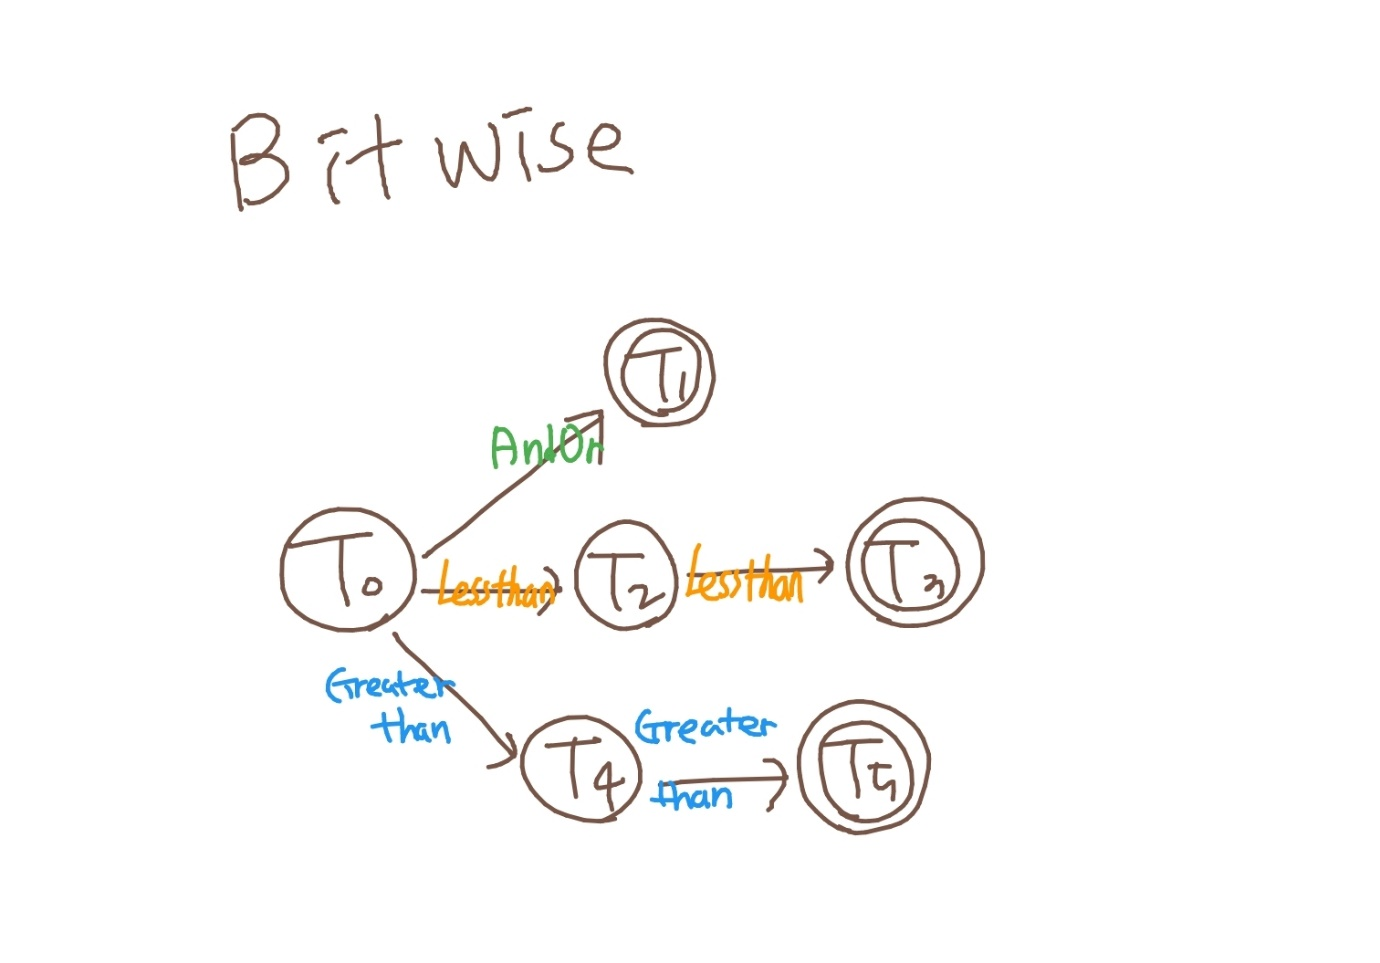 Bitwise
T1
AndOr
T0
Lessthan
T2
Lessthan
T3
Greater
than
T4
Greater
than
T5